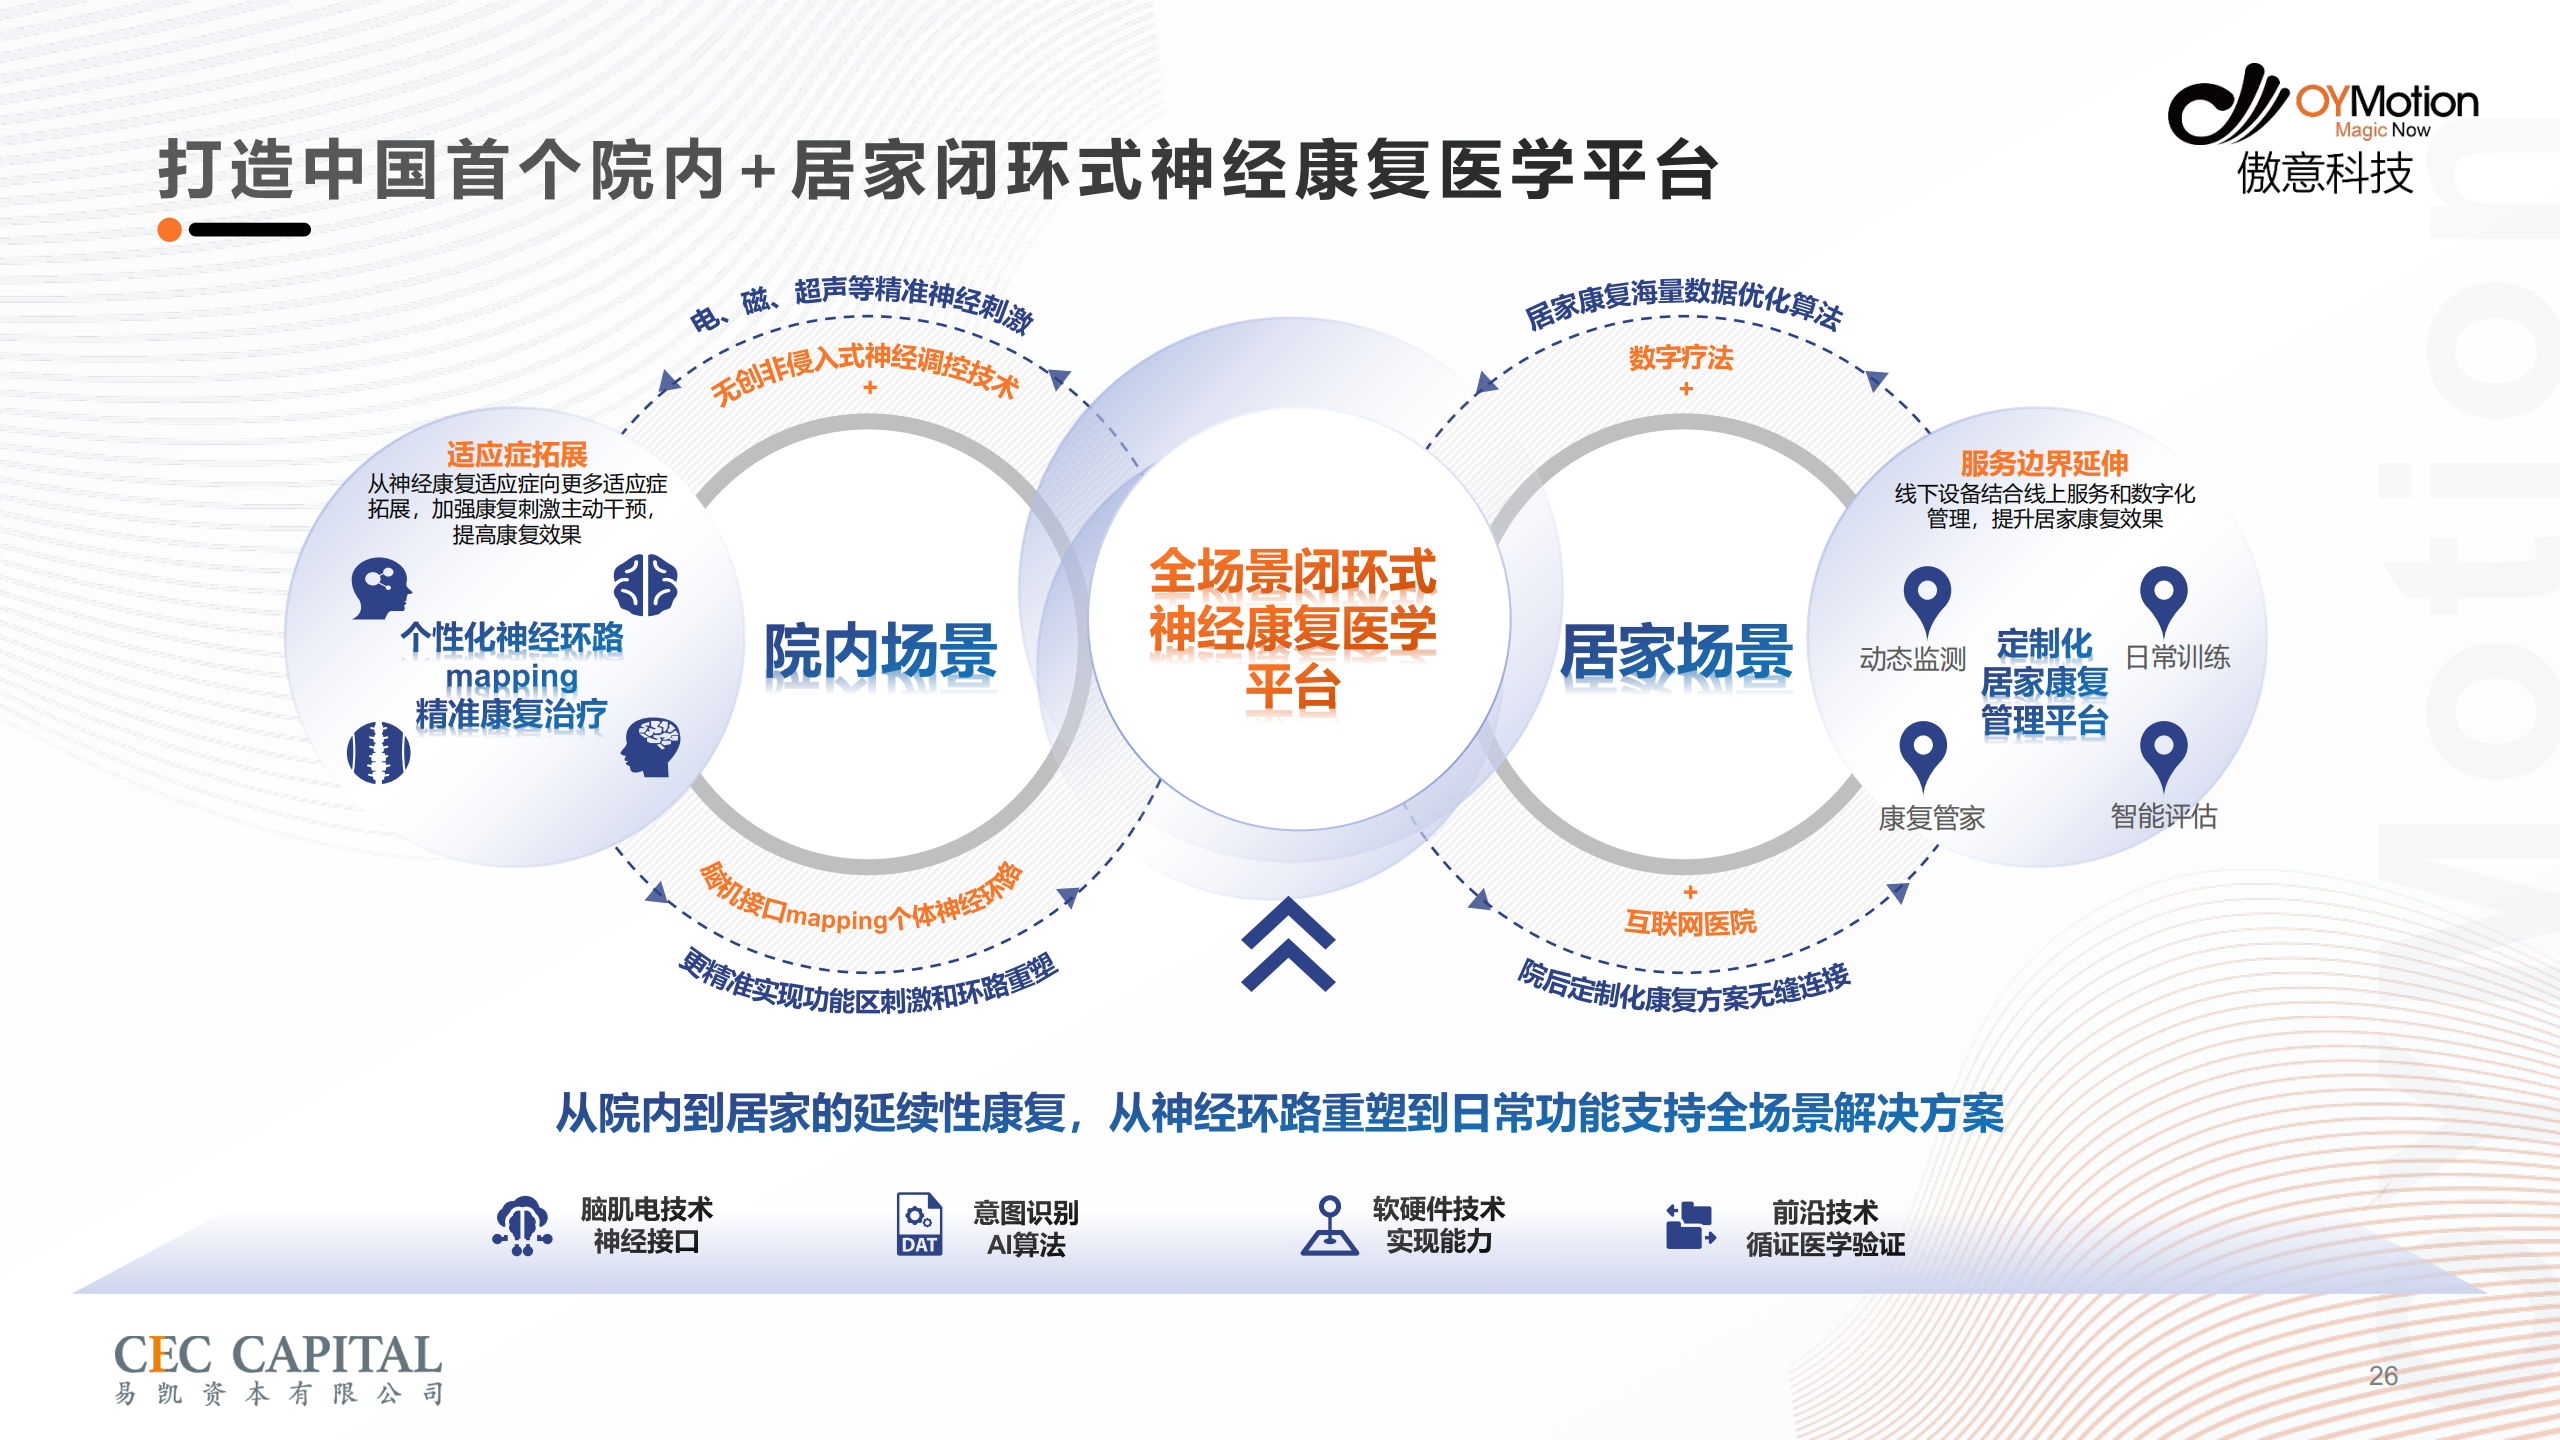 OYMotion
Magic Now
傲意科技
打造中国首个院内+居家闭环式神经康复医学平台
电、磁、超声等精准神经刺激
无创非侵入式神经调控技术
+
适应症拓展
从神经康复适应症向更多适应症
拓展，加强康复刺激主动干预，
提高康复效果
个性化神经环路
mapping
精准康复治疗
院内场景
脑机接口mapping个体神经环路
更精准实现功能区刺激和环路重塑
全场景闭环式
神经康复医学
平台
居家康复海量数据优化算法
数字疗法
+
居家场景
+
互联网医院
院后定制化康复方案无缝连接
服务边界延伸
线下设备结合线上服务和数字化
管理，提升居家康复效果
动态监测
日常训练
定制化
居家康复
管理平台
康复管家
智能评估
从院内到居家的延续性康复，从神经环路重塑到日常功能支持全场景解决方案
脑肌电技术
神经接口
DAT
意图识别
AI算法
软硬件技术
实现能力
前沿技术
循证医学验证
CEC CAPITAL
易凯资本有限公司
26
OYMotion